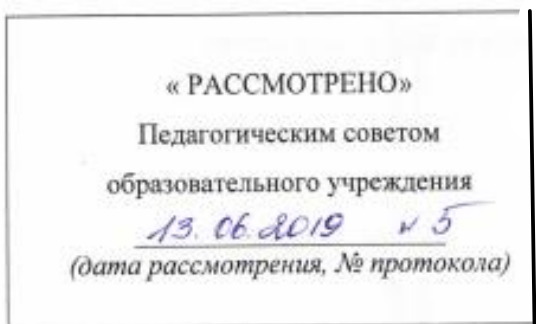 « РАССМОТРЕНО»
Педагогическим советом
образовательного учреждения
13.06.2019 № 5
(дата рассмотрения, № протокола)